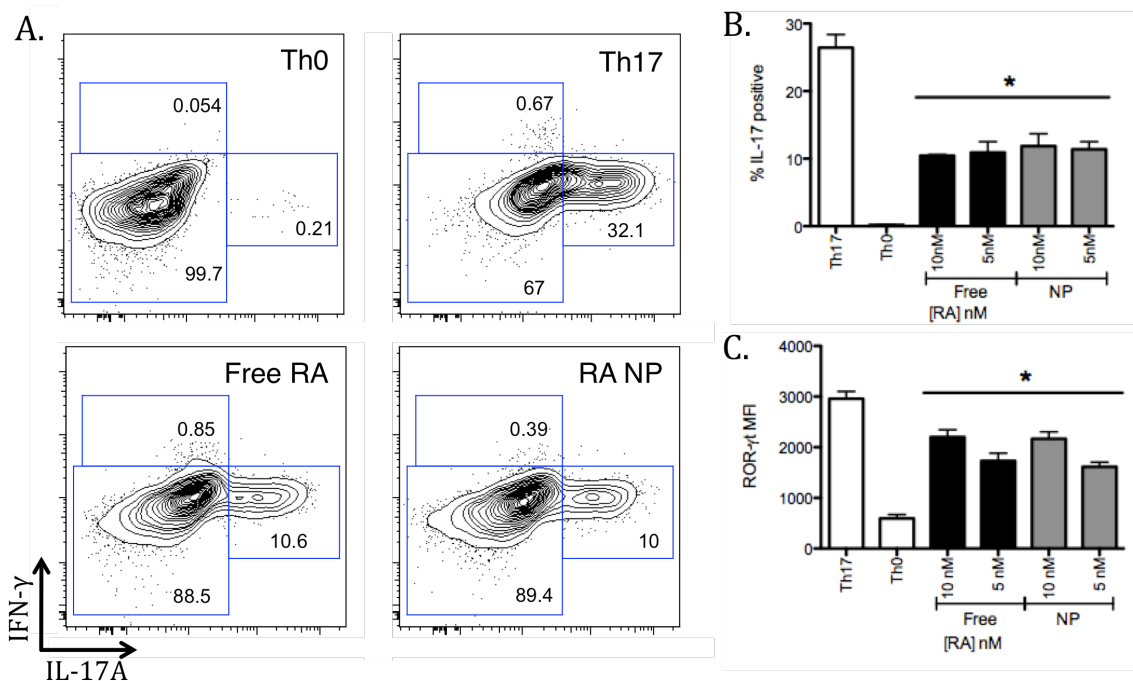 A.
Th0
0.054
0.21
99.7
Th17
0.67
32.1
67
Free RA
0.85
10.6
88.5
RA NP
0.39
10
89.4
IFN-γ
IL-17A
B.
% IL-17 positive
30
20
10
0
*
Th17
Th0
10nM
5nM
10nM
5nM
Free
NP
[RA] nM
C.
ROR-γt MFI
4000
3000
2000
1000
0
*
Th17
Th0
10 nM
5 nM
10 nM
5 nM
Free
NP
[RA] nM